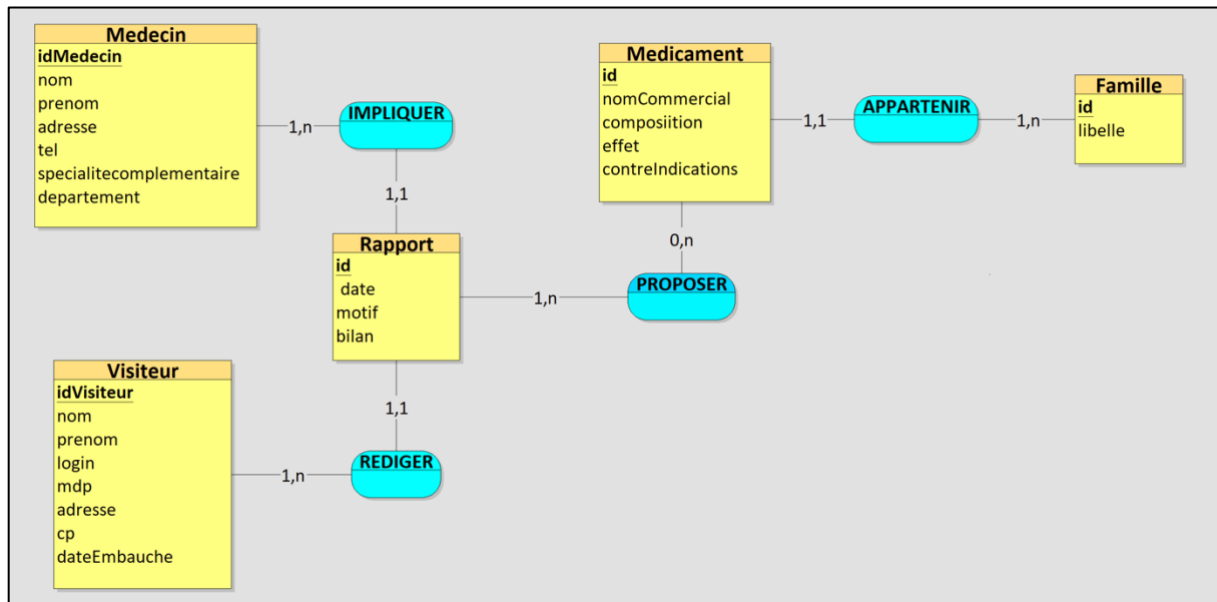 Medecin
idMedecin
nom
prenom
adresse
tel
specialitecomplementaire
departement
1,n
IMPLIQUER
1,1
Medicament
id
nomCommercial
composiition
effet
contreIndications
1,1
APPARTENIR
1,n
Famille
id
libelle
0,n
PROPOSER
1,n
Rapport
id
date
motif
bilan
1,1
REDIGER
1,n
Visiteur
idVisiteur
nom
prenom
login
mdp
adresse
cp
dateEmbauche